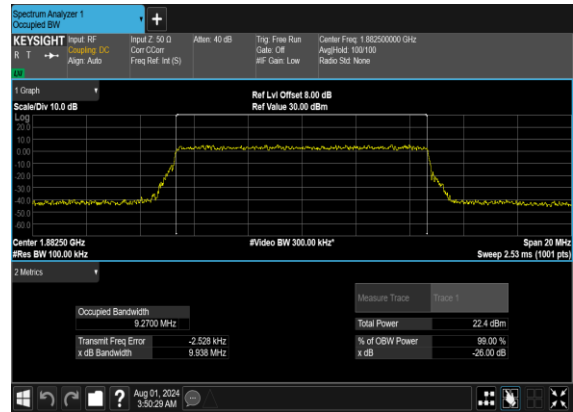 Spectrum Analyzer 1
Occupied BW
+
KEYSIGHT Input: RF Input Z: 50 Ω Atten: 40 dB Trig: Free Run Center Freq: 1.882500000 GHz
R T Coupling: DC Corr CCorr Gate: Off Avg|Hold: 100/100
Align: Auto Freq Ref: Int (S) #IF Gain: Low Radio Std: None
1 Graph
Scale/Div 10.0 dB Ref Lvl Offset 8.00 dB
Ref Value 30.00 dBm
Log
20.0
10.0
0.00
-10.0
-20.0
-30.0
-40.0
-50.0
-60.0
Center 1.88250 GHz #Video BW 300.00 kHz* Span 20 MHz
#Res BW 100.00 kHz Sweep 2.53 ms (1001 pts)
2 Metrics
Measure Trace Trace 1
Occupied Bandwidth
9.2700 MHz Total Power 22.4 dBm
Transmit Freq Error -2.528 kHz % of OBW Power 99.00 %
x dB Bandwidth 9.938 MHz x dB -26.00 dB
? Aug 01, 2024
3:50:29 AM